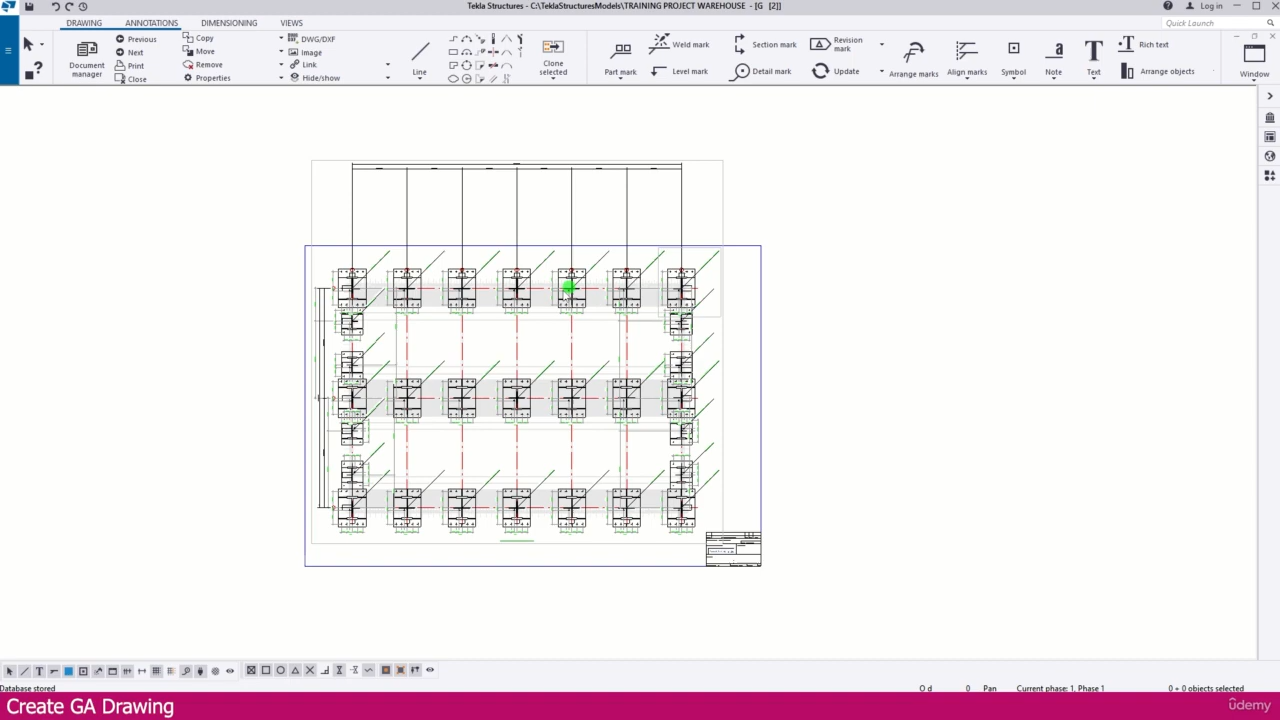 Tekla Structures - C:\TeklaStructuresModels\TRAINING PROJECT WAREHOUSE - [G [2]]
Log in
DRAWING ANNOTATIONS DIMENSIONING VIEWS
Quick Launch
Document manager
Previous
Next
Print
Close
Copy
Move
Remove
Properties
DWG/DXF
Image
Link
Hide/show
Line
Clone selected
Part mark
Weld mark
Level mark
Section mark
Detail mark
Revision mark
Update
Arrange marks
Align marks
Symbol
Note
Text
Rich text
Arrange objects
Window
Database stored
O d 0 Pan Current phase: 1, Phase 1 0 + 0 objects selected
Create GA Drawing
ûdemy